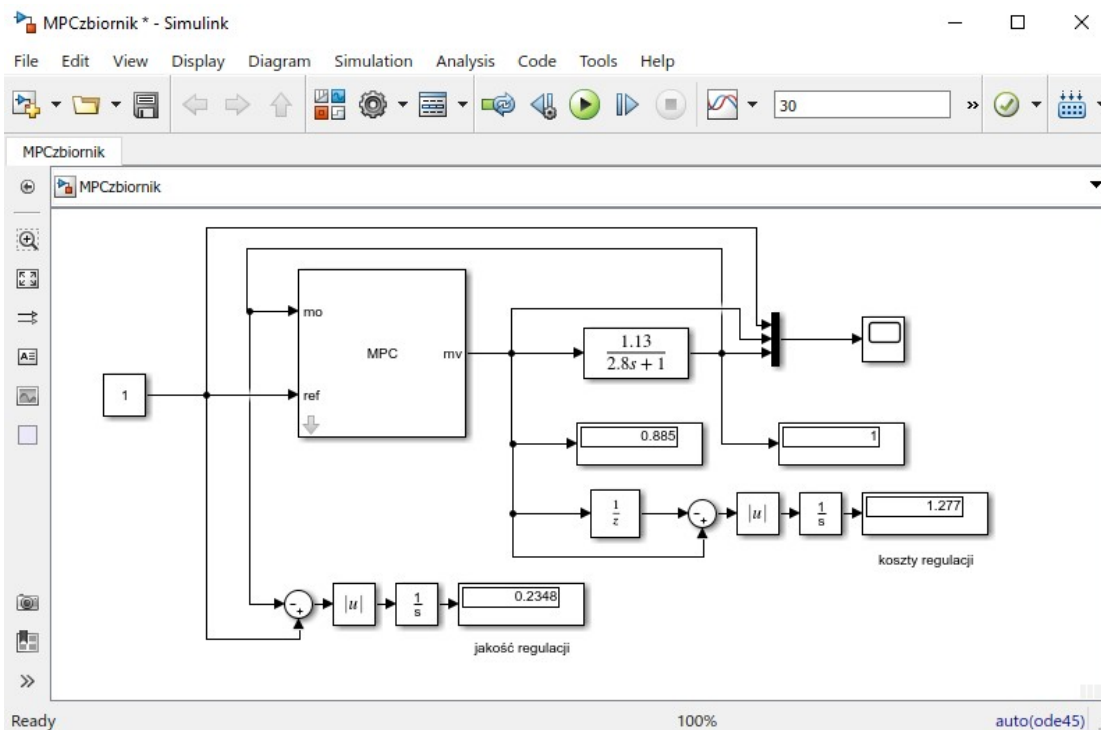 MPCzbiornik * - Simulink
File Edit View Display Diagram Simulation Analysis Code Tools Help
30 »
MPCzbiornik
MPCzbiornik
mo
MPC
mv
ref
1
1.13
2.8s + 1
0.885
1
1
z
-
+
|u|
1
s
1.277
koszty regulacji
-
+
|u|
1
s
0.2348
jakość regulacji
»
Ready 100% auto(ode45)